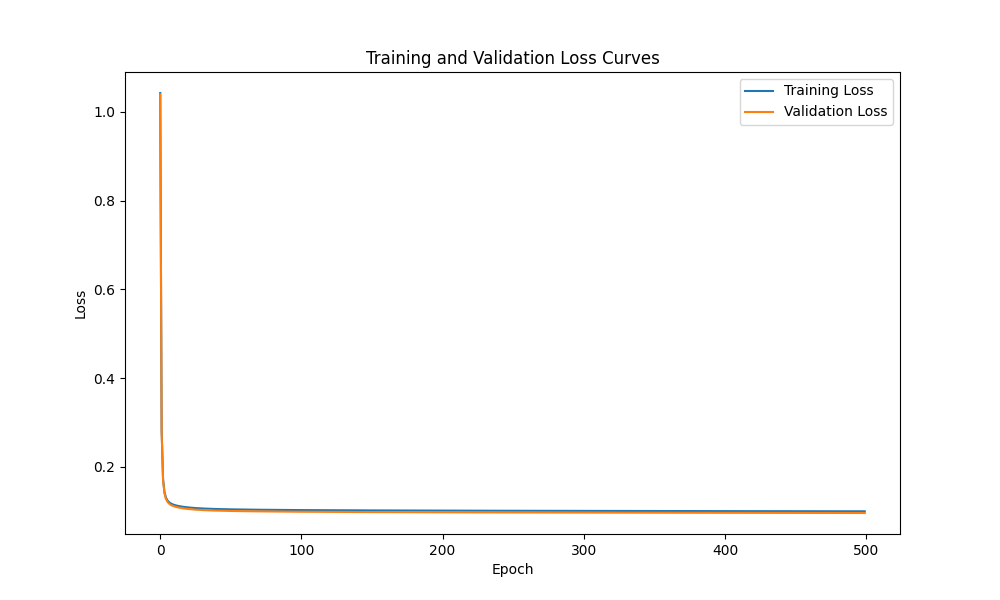 Training and Validation Loss Curves
Training Loss
Validation Loss
1.0
0.8
0.6
0.4
0.2
Loss
0 100 200 300 400 500
Epoch